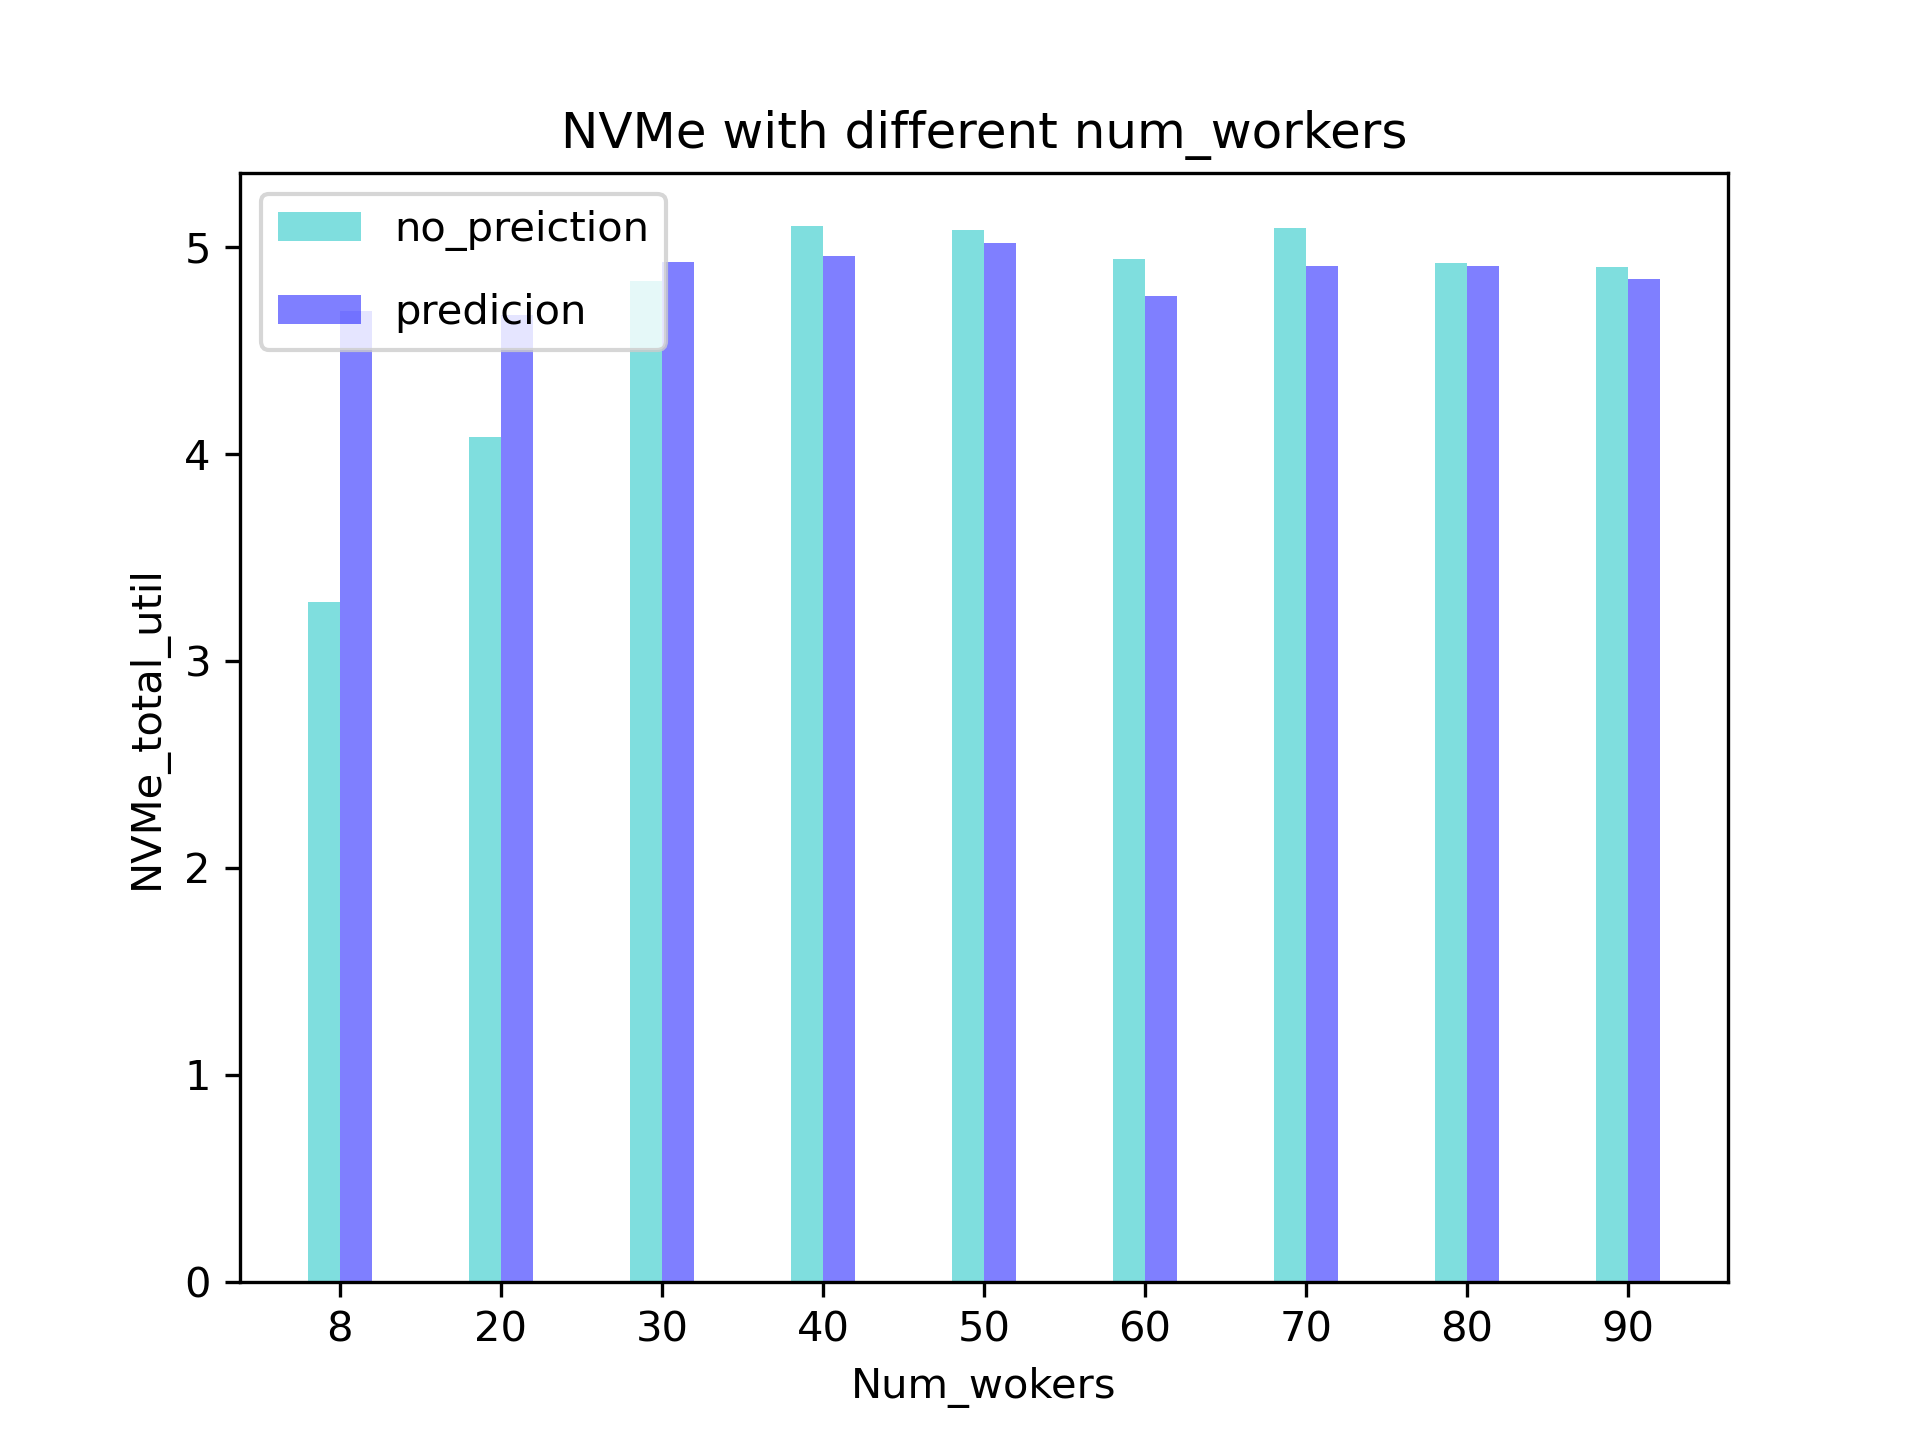 NVMe with different num_workers
no_preiction
predicion
NVMe_total_util
5
4
3
2
1
0
8 20 30 40 50 60 70 80 90
Num_wokers